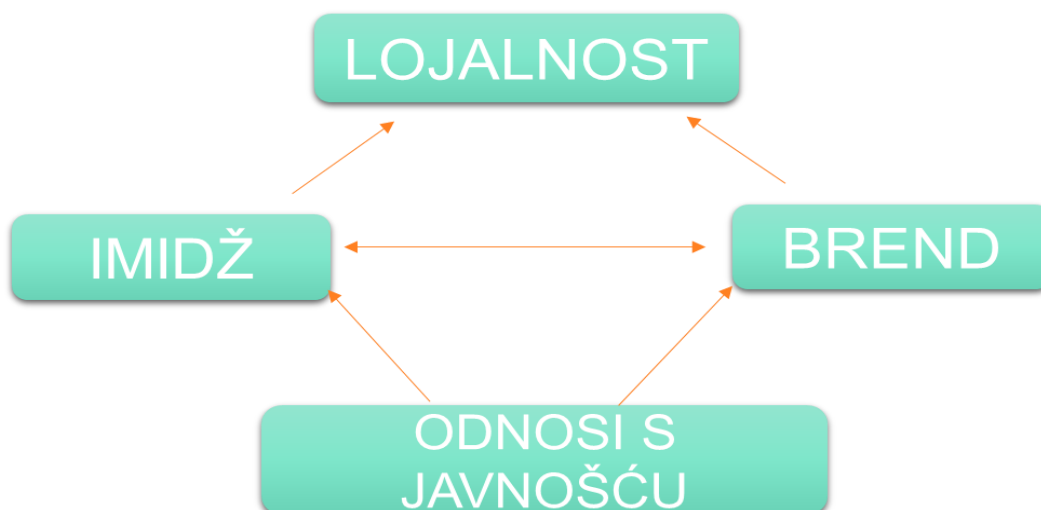 LOJALNOST
IMIDŽ
BREND
ODNOSI S
JAVNOŠĆU